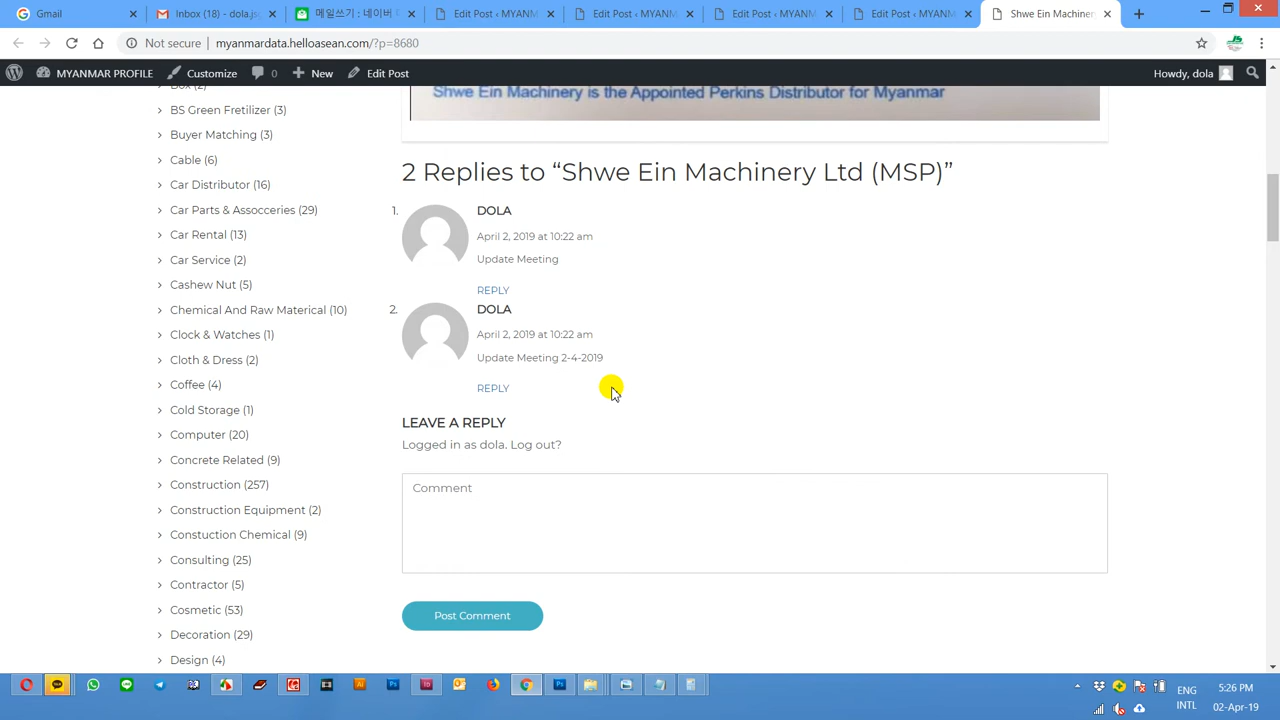 Gmail
Inbox (18) - dola.jsg
메일쓰기 : 네이버 메
Edit Post ‹ MYANM
Edit Post ‹ MYANM
Edit Post ‹ MYANM
Edit Post ‹ MYANM
Shwe Ein Machiner
Not secure
myanmardata.helloasean.com/?p=8680
MYANMAR PROFILE
Customize
0
New
Edit Post
Howdy, dola
Box (2)
BS Green Fretilizer (3)
Buyer Matching (3)
Cable (6)
Car Distributor (16)
Car Parts & Assocceries (29)
Car Rental (13)
Car Service (2)
Cashew Nut (5)
Chemical And Raw Materical (10)
Clock & Watches (1)
Cloth & Dress (2)
Coffee (4)
Cold Storage (1)
Computer (20)
Concrete Related (9)
Construction (257)
Construction Equipment (2)
Constuction Chemical (9)
Consulting (25)
Contractor (5)
Cosmetic (53)
Decoration (29)
Design (4)
Shwe Ein Machinery is the Appointed Perkins Distributor for Myanmar
2 Replies to “Shwe Ein Machinery Ltd (MSP)”
1.
DOLA
April 2, 2019 at 10:22 am
Update Meeting
REPLY
2.
DOLA
April 2, 2019 at 10:22 am
Update Meeting 2-4-2019
REPLY
LEAVE A REPLY
Logged in as dola. Log out?
Comment
Post Comment
ENG
INTL
5:26 PM
02-Apr-19